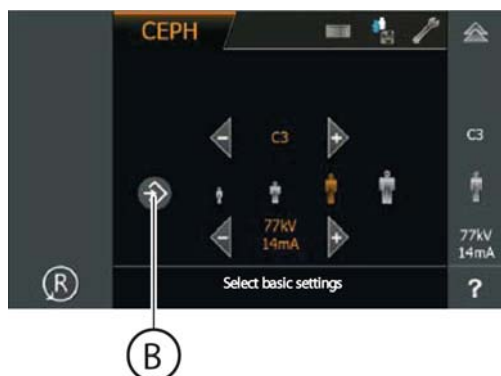 CEPH
C3
C3
77kV
14mA
77kV
14mA
R
Select basic settings
?
B